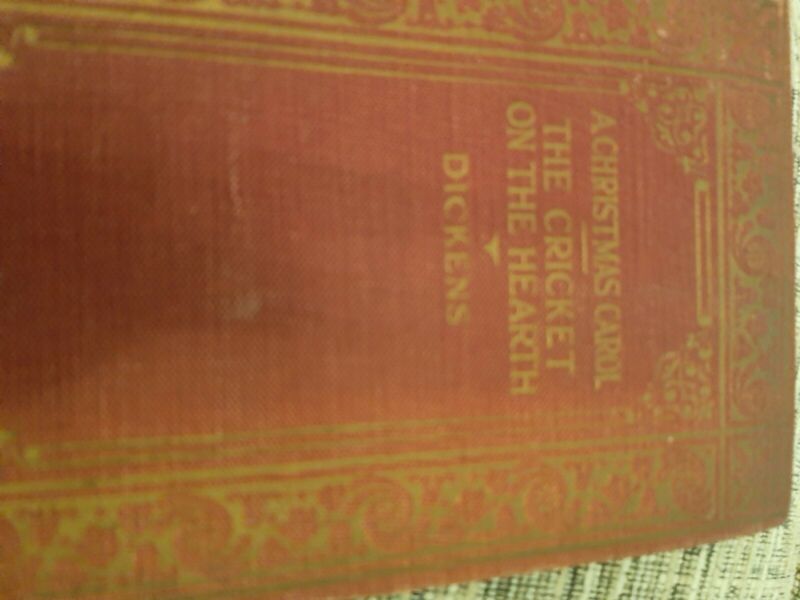 A CHRISTMAS CAROL
THE CRICKET
ON THE HEARTH
DICKENS